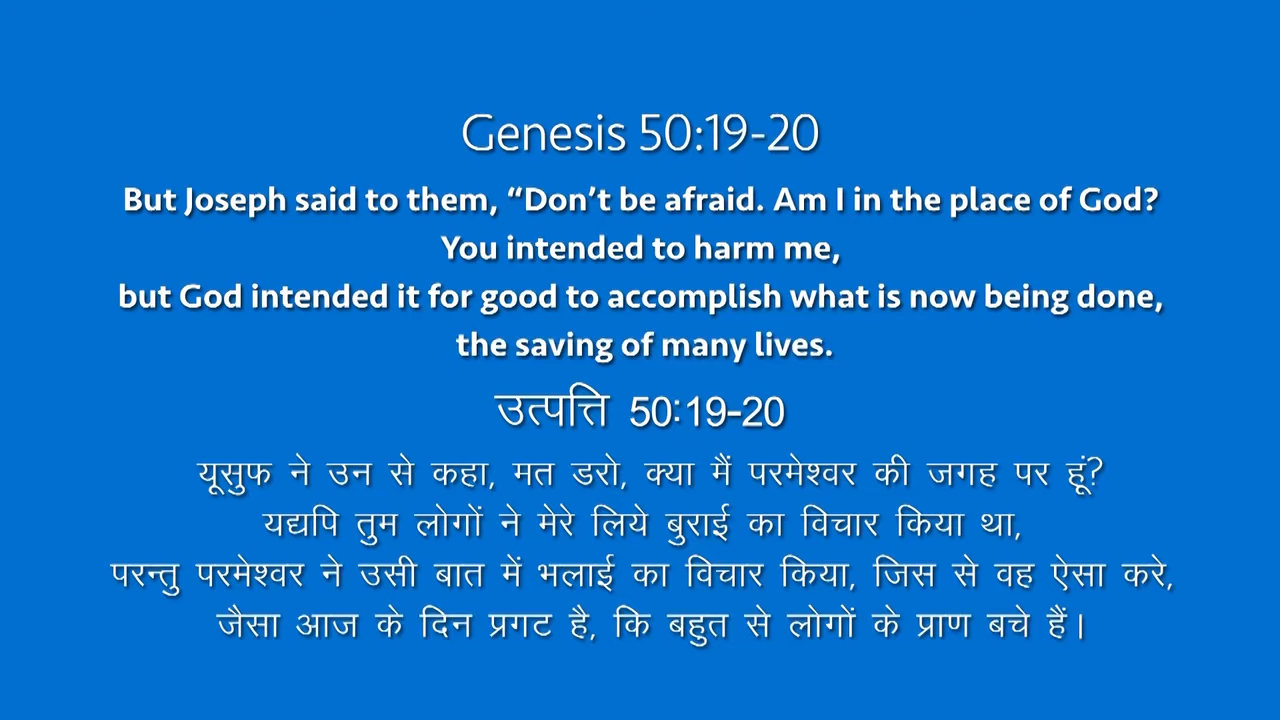 Genesis 50:19-20
But Joseph said to them, “Don’t be afraid. Am I in the place of God?
You intended to harm me,
but God intended it for good to accomplish what is now being done,
the saving of many lives.
उत्पत्ति 50:19-20
यूसुफ ने उन से कहा, मत डरो, क्या मैं परमेश्वर की जगह पर हूं?
यद्यपि तुम लोगों ने मेरे लिये बुराई का विचार किया था,
परन्तु परमेश्वर ने उसी बात में भलाई का विचार किया, जिस से वह ऐसा करे,
जैसा आज के दिन प्रगट है, कि बहुत से लोगों के प्राण बचे हैं।